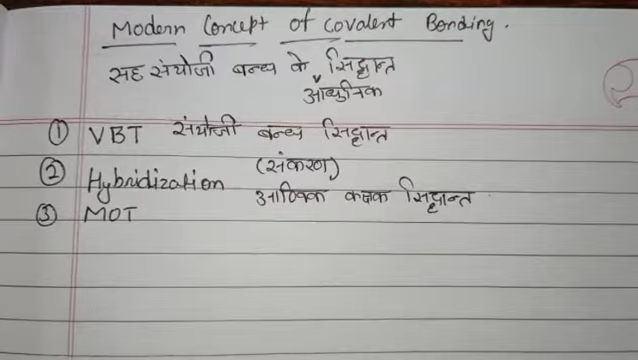 Modern Concept of Covalent Bonding.
सह संयोजी बन्ध के सिद्धान्त
आधुनिक
① VBT संयोजी बन्ध सिद्धान्त
② Hybridization (संकरण)
③ MOT आण्विक कक्षक सिद्धान्त